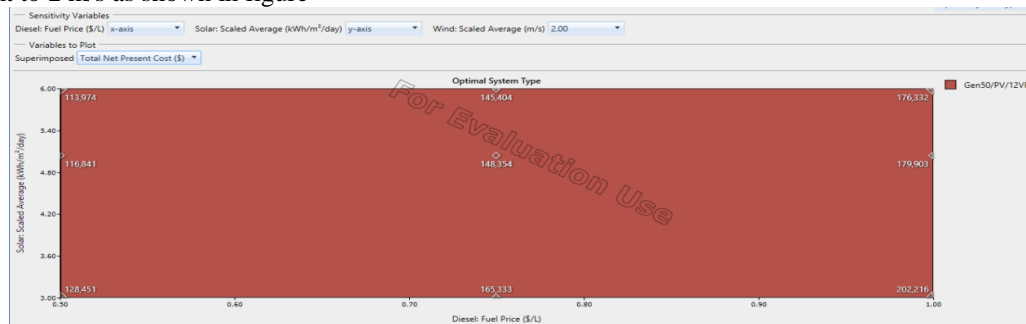 as shown in figure
Sensitivity Variables
Diesel: Fuel Price ($/L) x-axis Solar: Scaled Average (kWh/m²/day) y-axis Wind: Scaled Average (m/s) 2.00
Variables to Plot
Superimposed Total Net Present Cost ($)
Optimal System Type
Gen50/PV/12V
6.00
113,974 145,404 176,332
For Evaluation Use
5.40
116,841 148,354 179,903
4.80
4.20
3.60
128,451 165,333 202,216
3.00
0.50 0.60 0.70 0.80 0.90 1.00
Solar: Scaled Average (kWh/m²/day)
Diesel: Fuel Price ($/L)